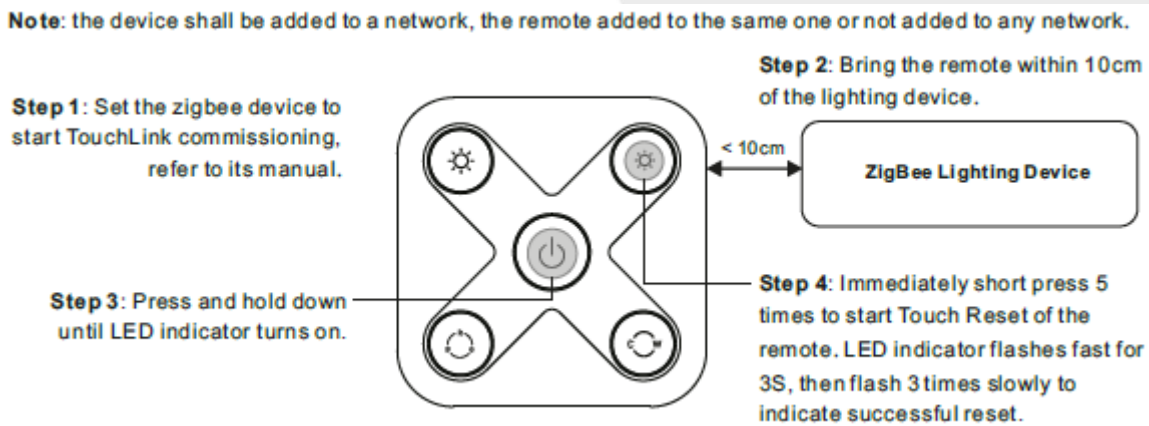 Note: the device shall be added to a network, the remote added to the same one or not added to any network.
Step 1: Set the zigbee device to
start TouchLink commissioning,
refer to its manual.
Step 2: Bring the remote within 10cm
of the lighting device.
< 10cm
ZigBee Lighting Device
Step 3: Press and hold down
until LED indicator turns on.
Step 4: Immediately short press 5
times to start Touch Reset of the
remote. LED indicator flashes fast for
3S, then flash 3 times slowly to
indicate successful reset.